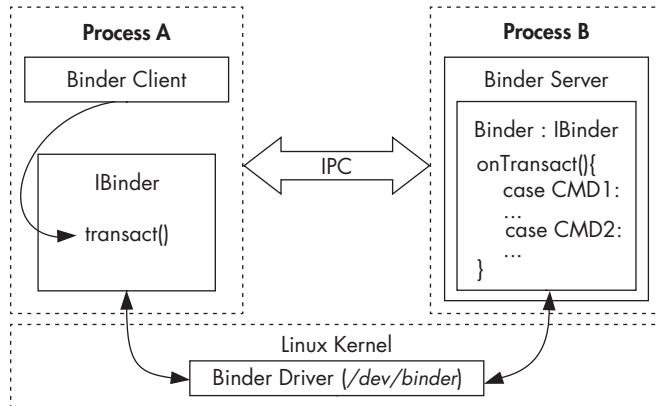 Process A
Binder Client
IBinder
transact()
IPC
Process B
Binder Server
Binder : IBinder
onTransact(){
case CMD1:
...
case CMD2:
...
}
Linux Kernel
Binder Driver (/dev/binder)